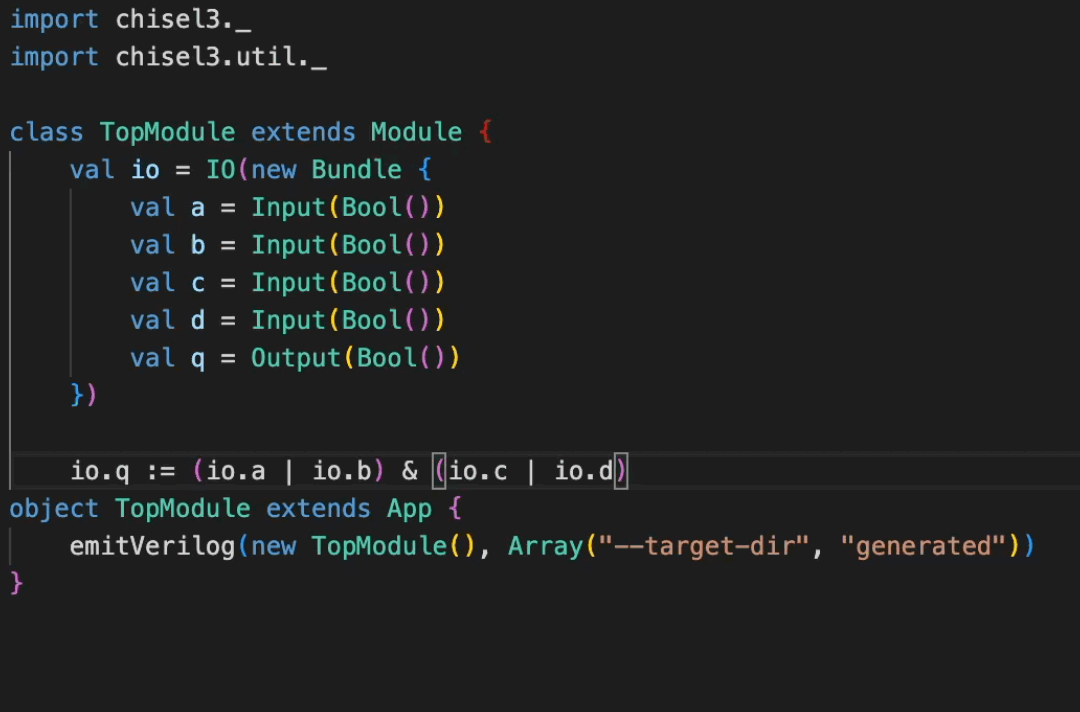 import chisel3._
import chisel3.util._
class TopModule extends Module {
val io = IO(new Bundle {
val a = Input(Bool())
val b = Input(Bool())
val c = Input(Bool())
val d = Input(Bool())
val q = Output(Bool())
})
io.q := (io.a | io.b) & (io.c | io.d)
object TopModule extends App {
emitVerilog(new TopModule(), Array("--target-dir", "generated"))
}